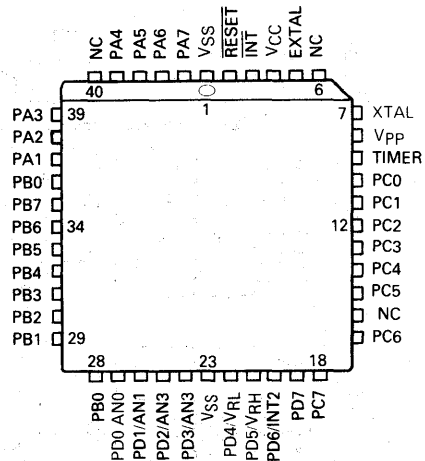 NC PA4 PA5 PA6 PA7 VSS RESET INT VCC EXTAL NC
40 1 6
PA3 39 7 XTAL
PA2 VPP
PA1 TIMER
PB0 PC0
PB7 PC1
PB6 34 12 PC2
PB5 PC3
PB4 PC4
PB3 PC5
PB2 NC
PB1 29 PC6
28 23 18
PB0 PD0 AN0 PD1/AN1 PD2/AN3 PD3/AN3 VSS PD4/VRL PD5/VRH PD6/INT2 PD7 PC7